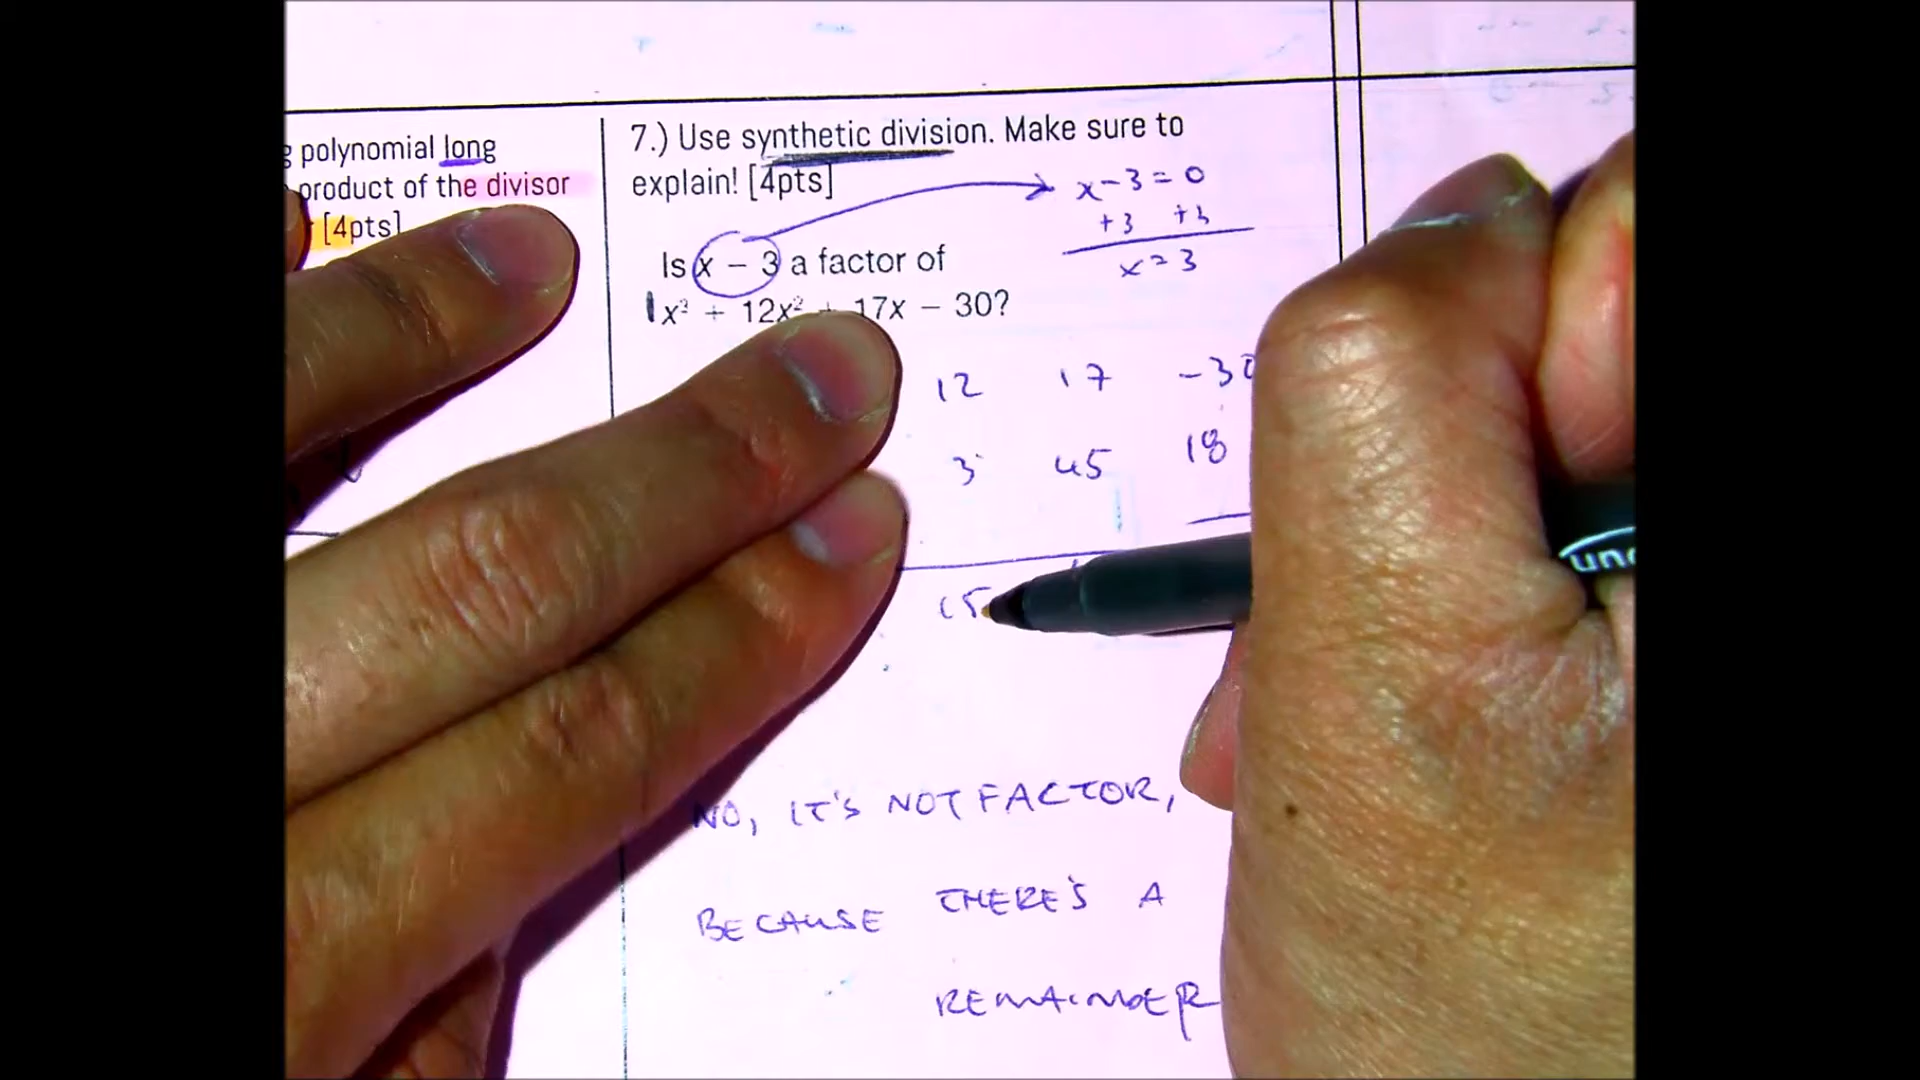 polynomial long
product of the divisor
[4pts]
7.) Use synthetic division. Make sure to
explain! [4pts]
x - 3 = 0
+3 +3
x = 3
Is x - 3 a factor of
1x³ + 12x² + 17x - 30?
12 17 -30
3 45 18
15
NO, IT'S NOT FACTOR,
BECAUSE THERE'S A
REMAINDER